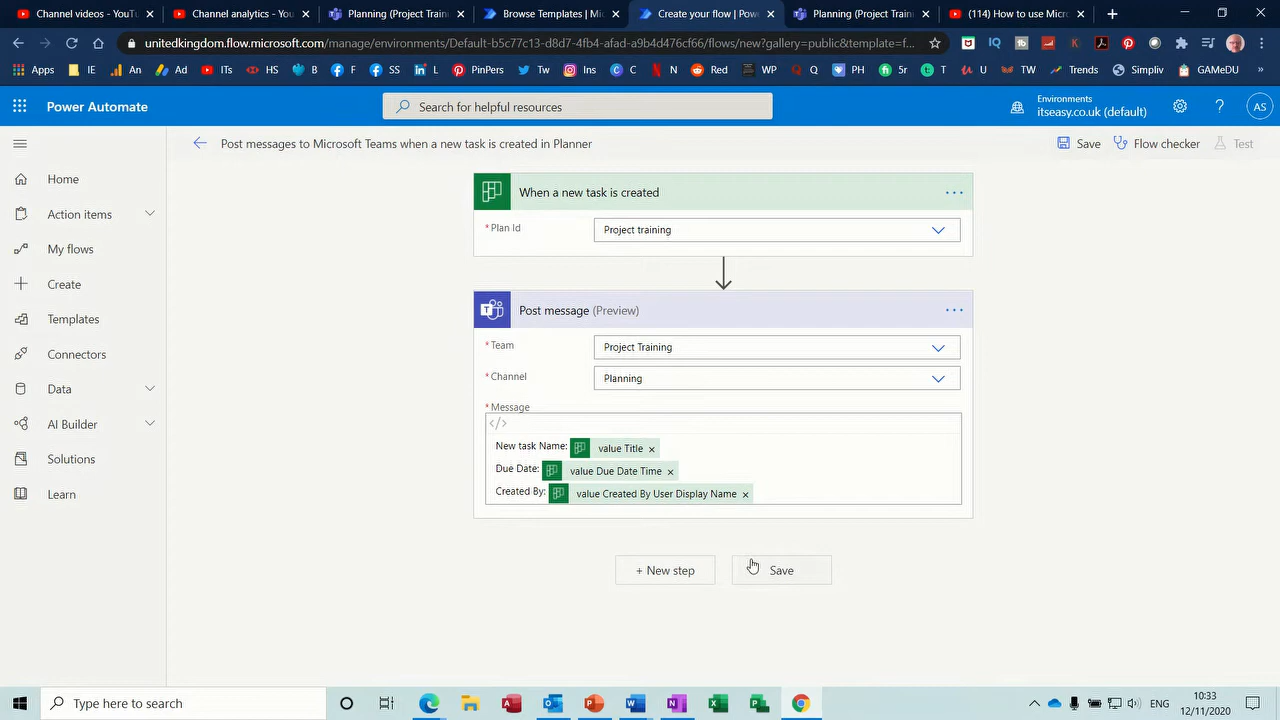 Channel videos - YouTu
Channel analytics - You
Planning (Project Traini
Browse Templates | Mic
Create your flow | Powe
Planning (Project Traini
(114) How to use Micro
unitedkingdom.flow.microsoft.com/manage/environments/Default-b5c77c13-d8d7-4fb4-afad-a9b4d476cf66/flows/new?gallery=public&template=f...
Apps
IE
An
Ad
ITs
HS
B
SS
L
PinPers
Tw
Ins
C
N
Red
WP
Q
PH
5r
T
U
TW
Trends
Simpliv
GAMeDU
»
Power Automate
Search for helpful resources
Environments
itseasy.co.uk (default)
?
AS
Post messages to Microsoft Teams when a new task is created in Planner
Save
Flow checker
Test
Home
Action items
My flows
Create
Templates
Connectors
Data
AI Builder
Solutions
Learn
When a new task is created
...
* Plan Id
Project training
Post message (Preview)
...
* Team
Project Training
* Channel
Planning
* Message
</>
New task Name: value Title ×
Due Date: value Due Date Time ×
Created By: value Created By User Display Name ×
+ New step
Save
Type here to search
ENG
10:33
12/11/2020